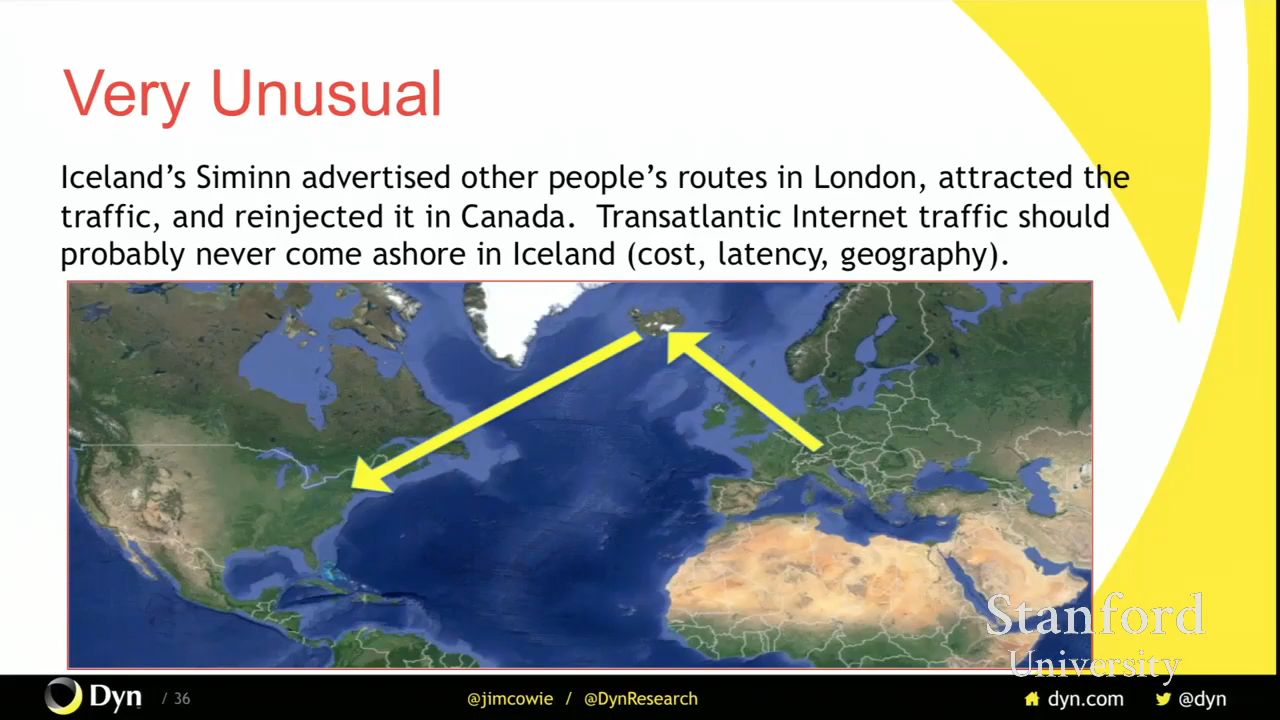 Very Unusual
Iceland’s Siminn advertised other people’s routes in London, attracted the
traffic, and reinjected it in Canada.  Transatlantic Internet traffic should
probably never come ashore in Iceland (cost, latency, geography).
Stanford
University
Dyn / 36 @jimcowie / @DynResearch dyn.com @dyn